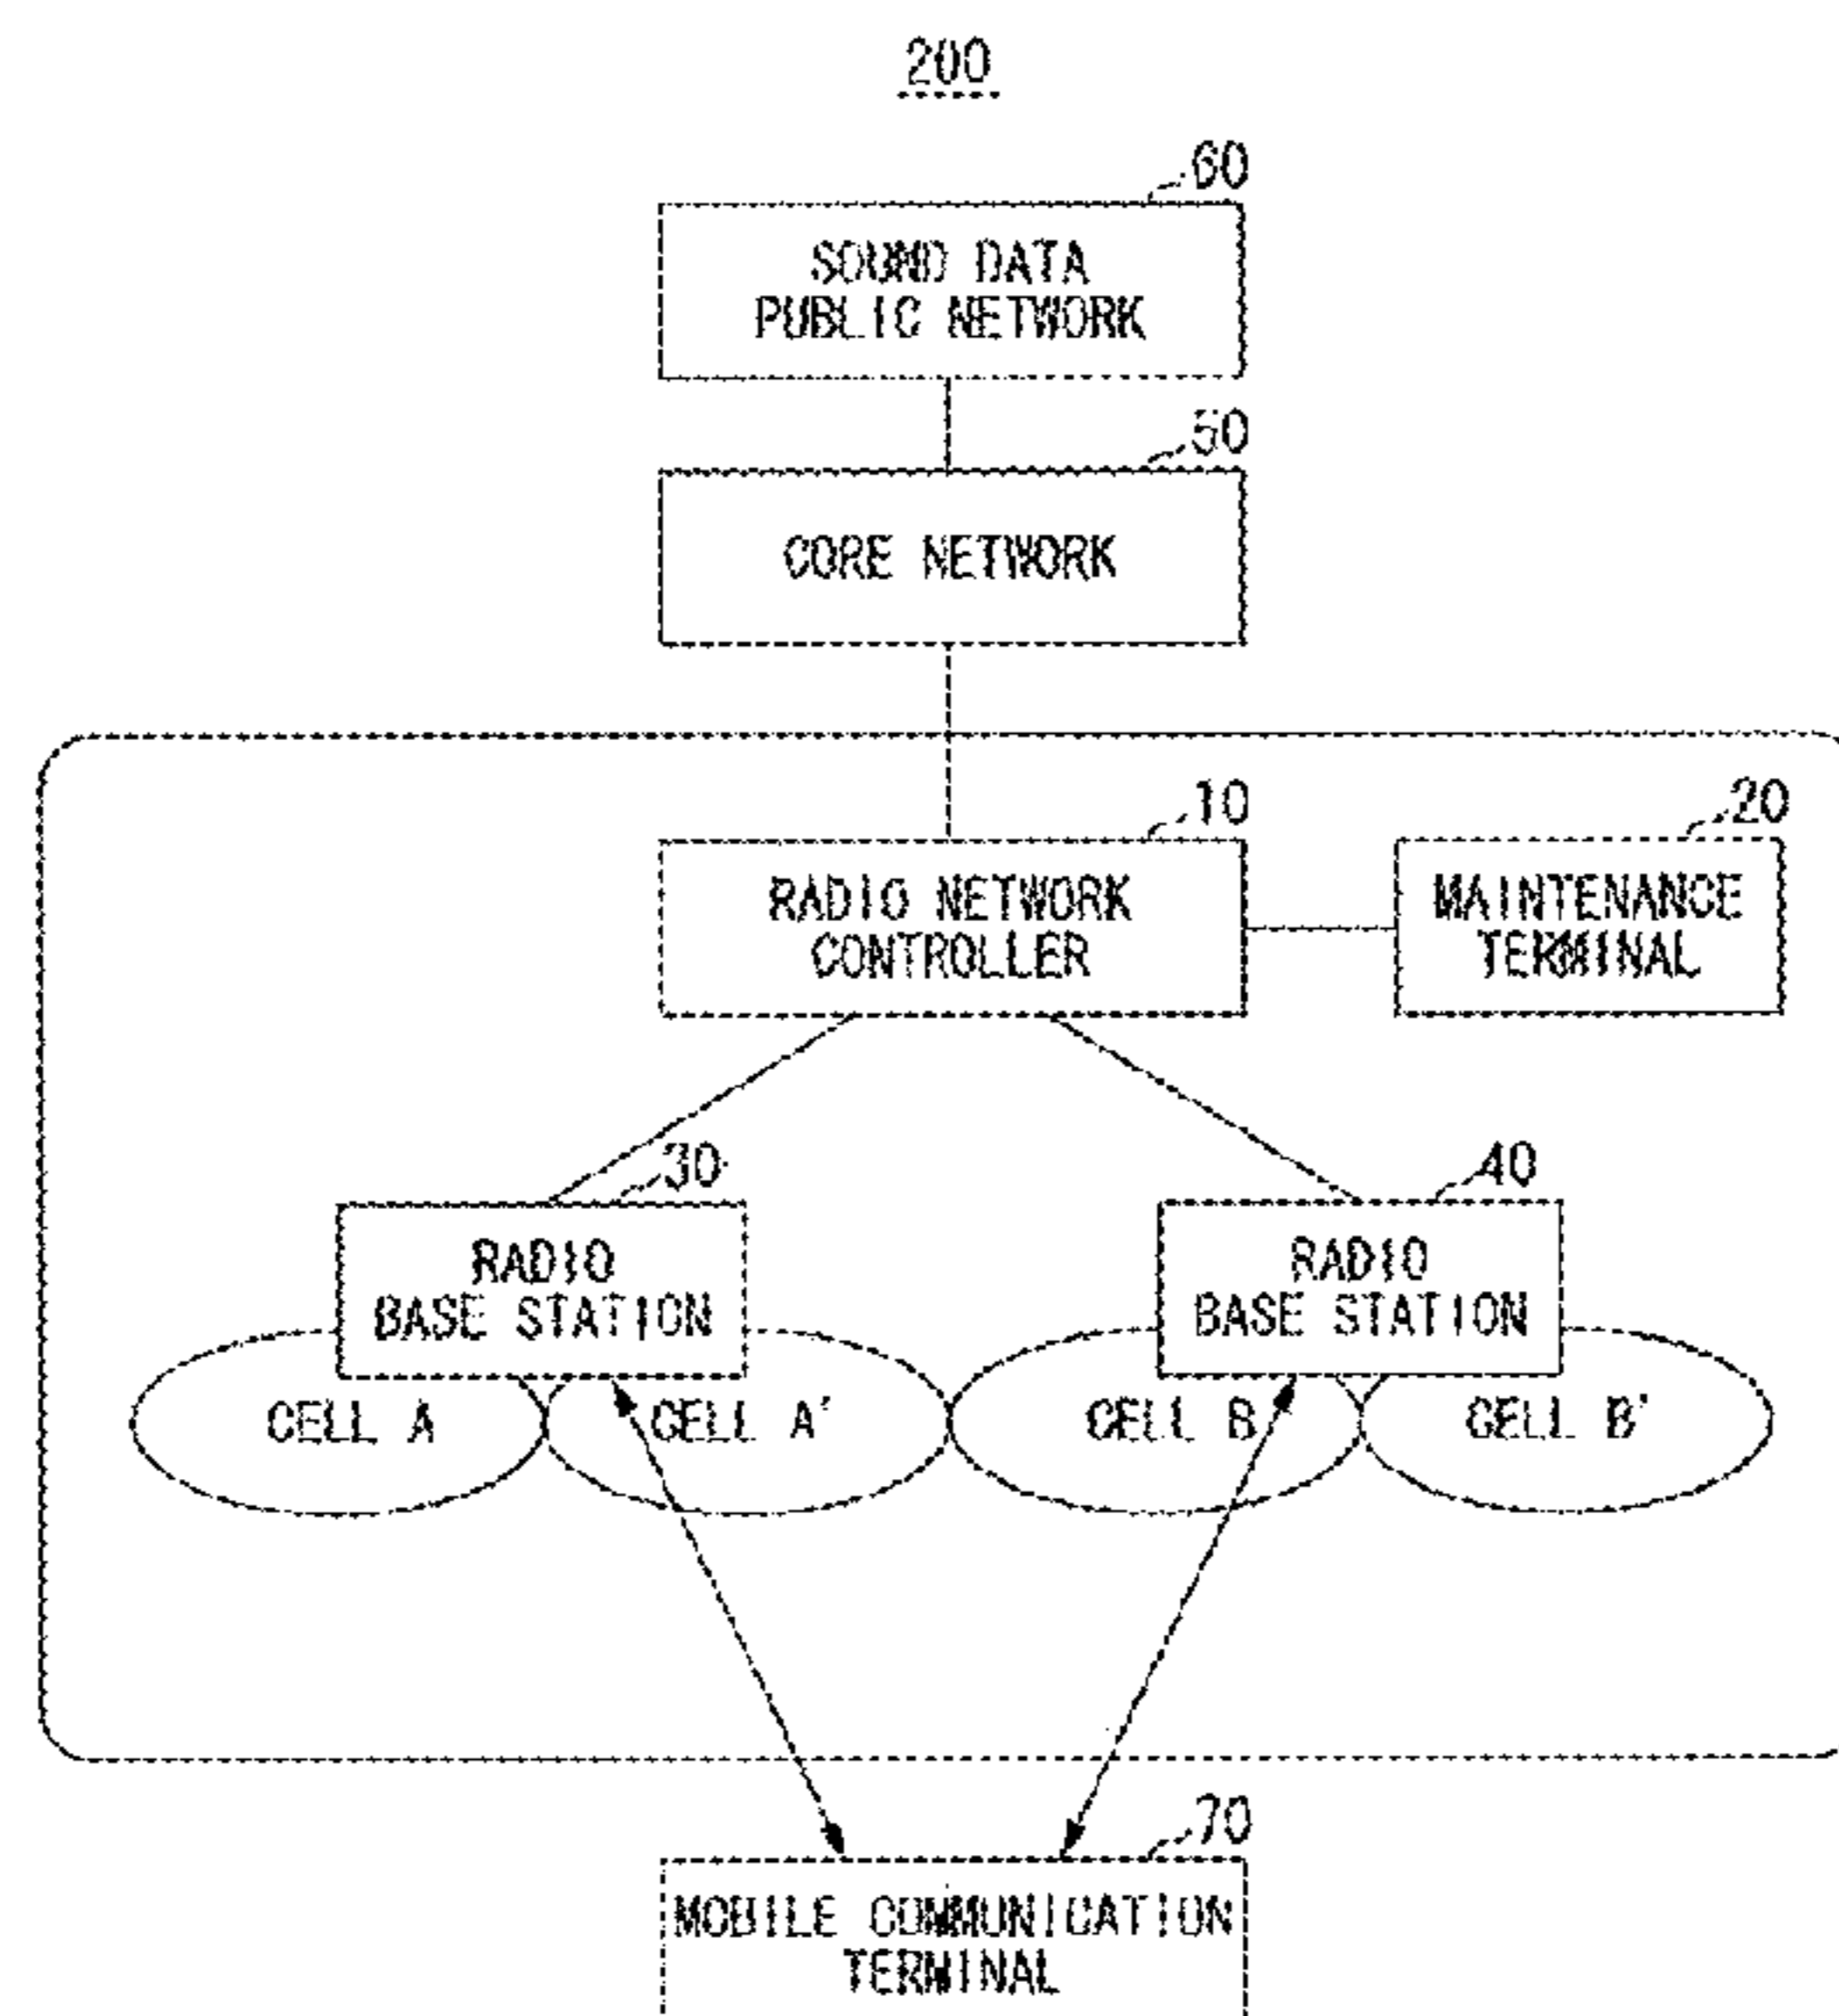 200
60
SOUND DATA
PUBLIC NETWORK
50
CORE NETWORK
10
20
RADIO NETWORK
CONTROLLER
MAINTENANCE
TERMINAL
30
40
RADIO
BASE STATION
RADIO
BASE STATION
CELL A
CELL A'
CELL B
CELL B'
70
MOBILE COMMUNICATION
TERMINAL